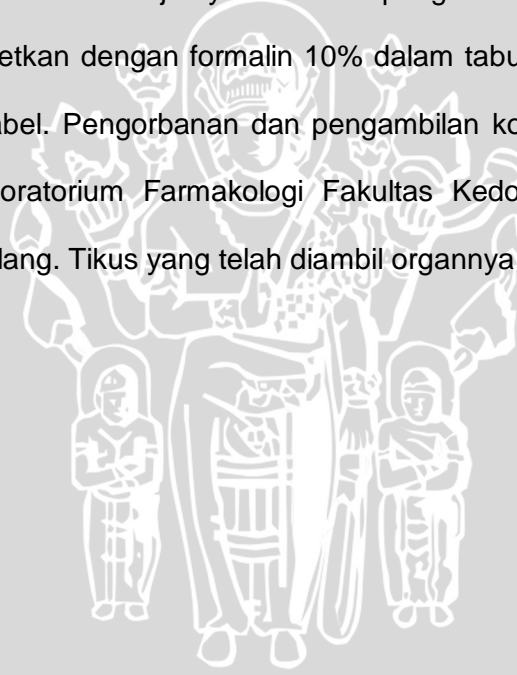 etkan dengan formalin 10% dalam tabu
abel. Pengorbanan dan pengambilan ko
oratorium Farmakologi Fakultas Kedo
lang. Tikus yang telah diambil organnya